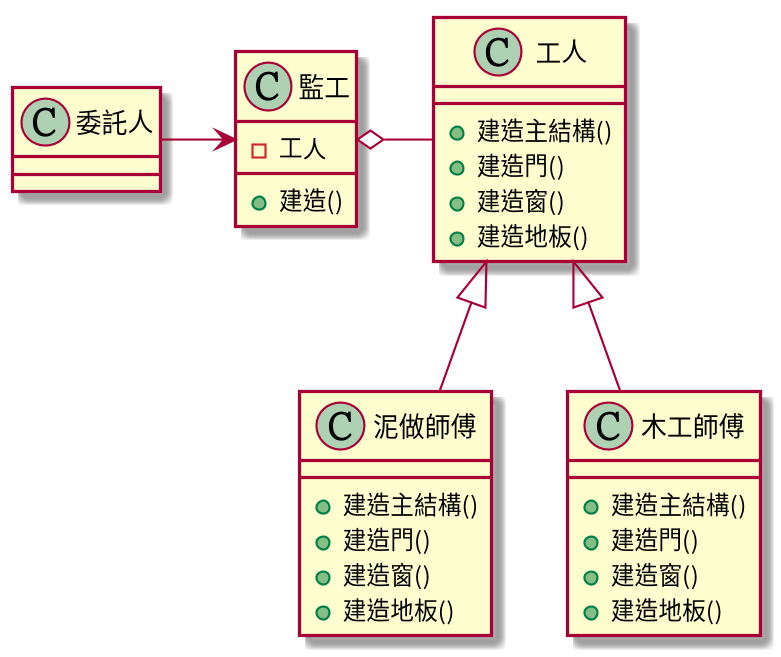 C 委託人
C 監工
工人
建造()
C 工人
建造主結構()
建造門()
建造窗()
建造地板()
C 泥做師傅
建造主結構()
建造門()
建造窗()
建造地板()
C 木工師傅
建造主結構()
建造門()
建造窗()
建造地板()